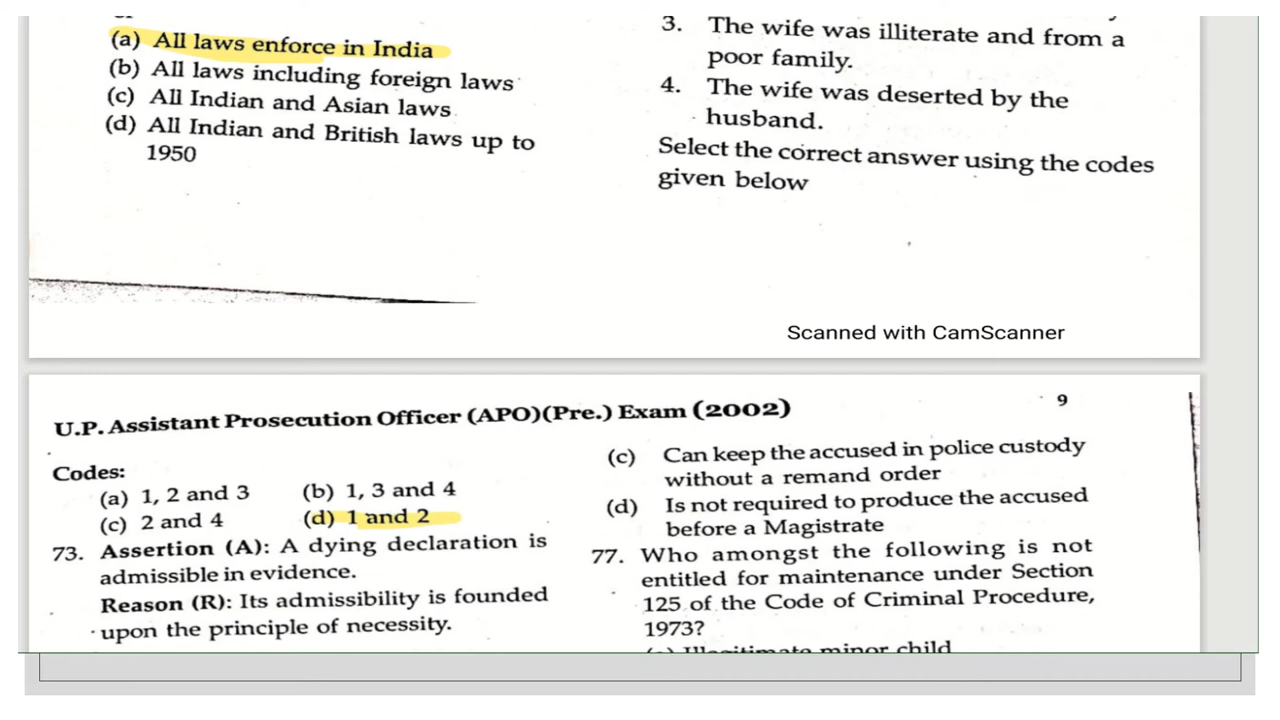 (a) All laws enforce in India
(b) All laws including foreign laws
(c) All Indian and Asian laws
(d) All Indian and British laws up to
1950
3. The wife was illiterate and from a
poor family.
4. The wife was deserted by the
husband.
Select the correct answer using the codes
given below
Scanned with CamScanner
U.P. Assistant Prosecution Officer (APO)(Pre.) Exam (2002)
9
Codes:
(a) 1, 2 and 3 (b) 1, 3 and 4
(c) 2 and 4 (d) 1 and 2
73. Assertion (A): A dying declaration is
admissible in evidence.
Reason (R): Its admissibility is founded
upon the principle of necessity.
(c) Can keep the accused in police custody
without a remand order
(d) Is not required to produce the accused
before a Magistrate
77. Who amongst the following is not
entitled for maintenance under Section
125 of the Code of Criminal Procedure,
1973?
minor child